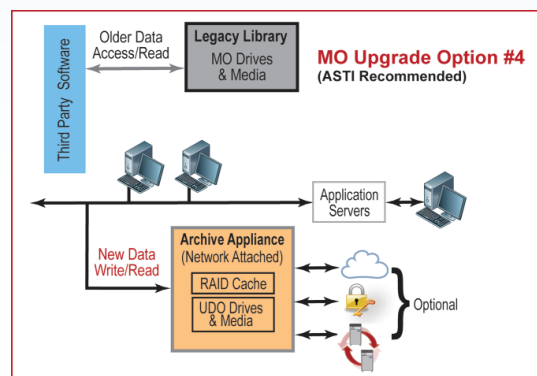 Third Party Software
Older Data
Access/Read
Legacy Library
MO Drives
& Media
MO Upgrade Option #4
(ASTI Recommended)
Application
Servers
New Data
Write/Read
Archive Appliance
(Network Attached)
RAID Cache
UDO Drives
& Media
Optional